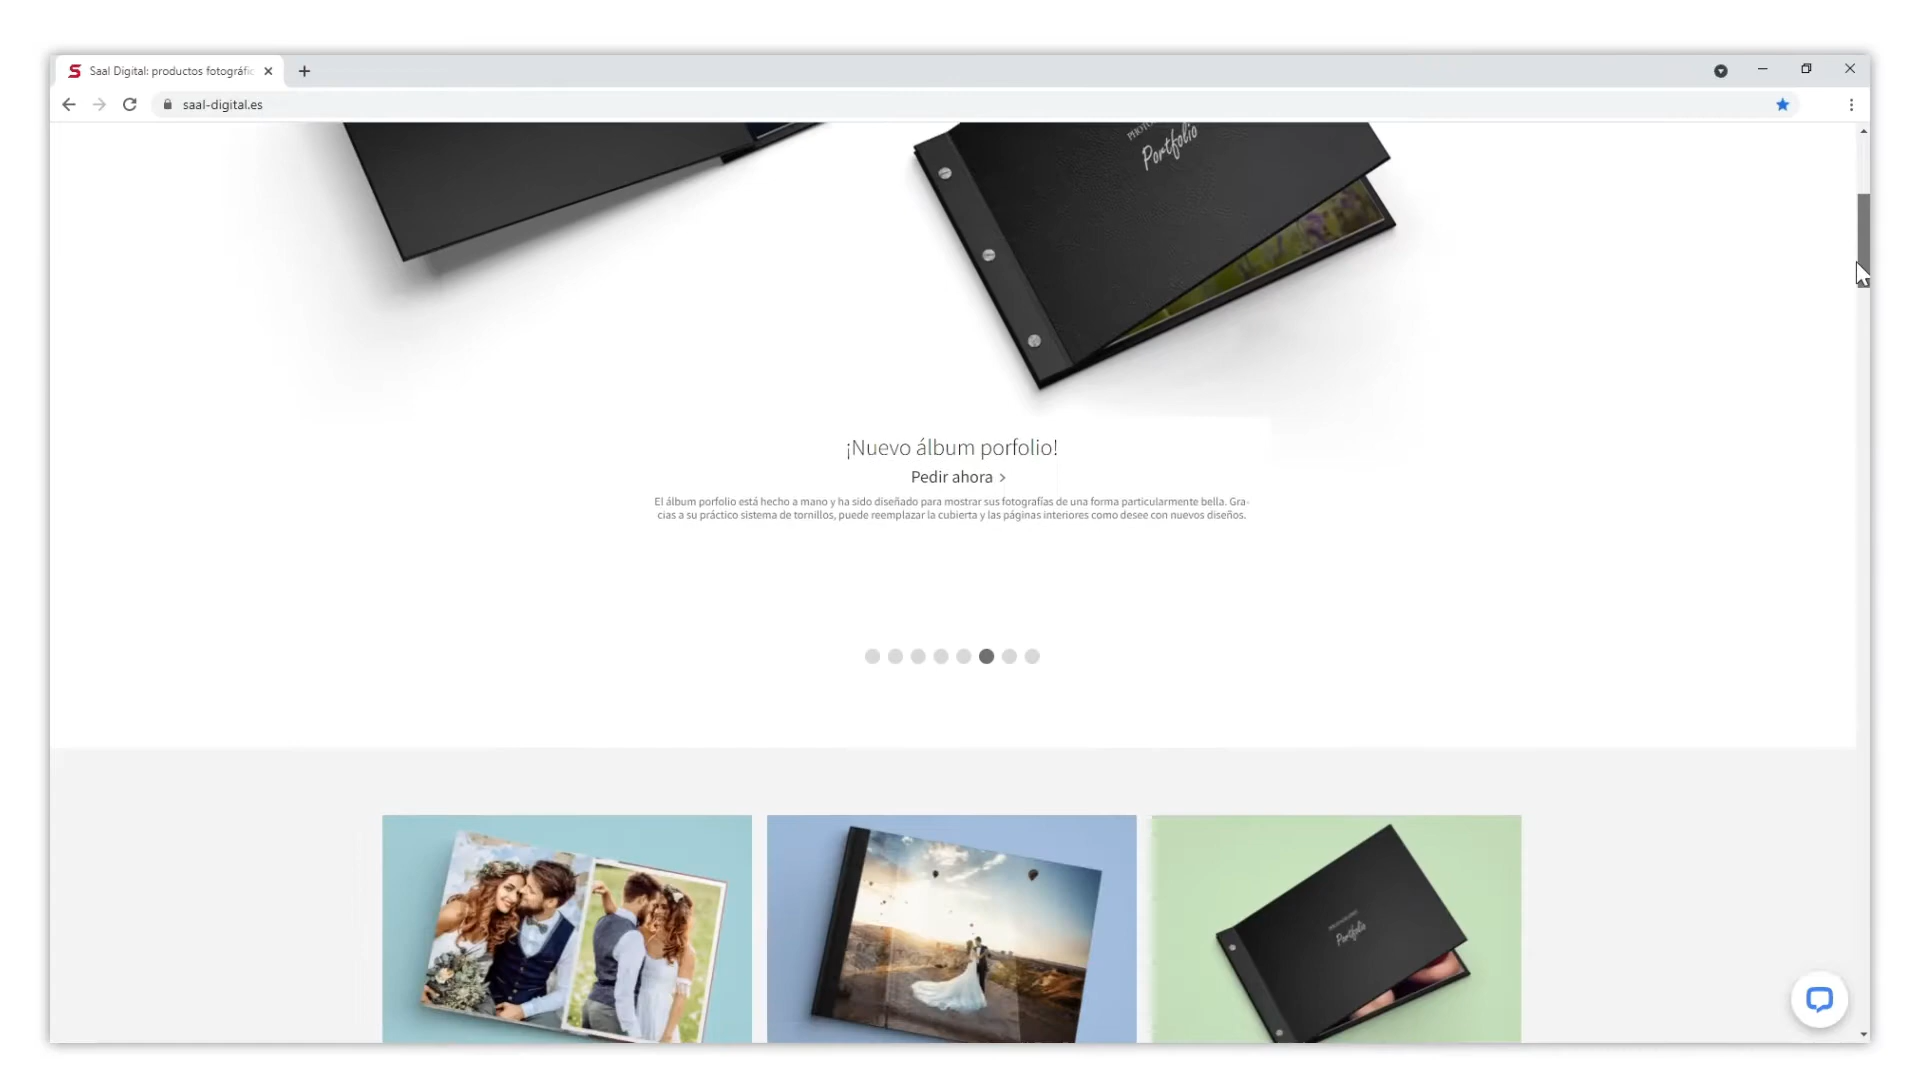 Saal Digital: productos fotográfic
saal-digital.es
Portfolio
¡Nuevo álbum porfolio!
Pedir ahora >
El álbum porfolio está hecho a mano y ha sido diseñado para mostrar sus fotografías de una forma particularmente bella. Gra-
cias a su práctico sistema de tornillos, puede reemplazar la cubierta y las páginas interiores como desee con nuevos diseños.
Portfolio